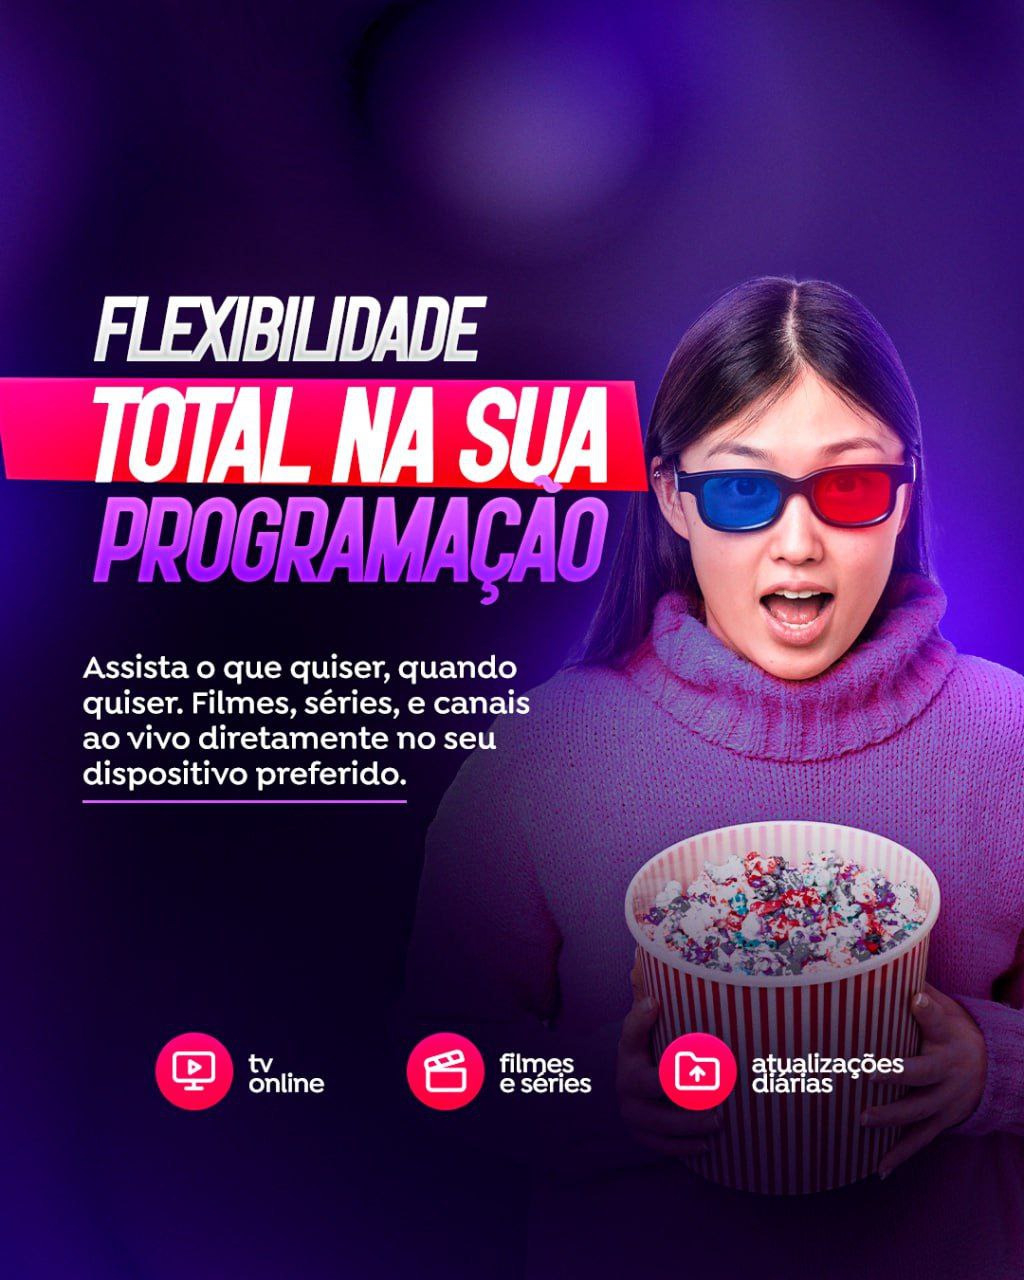 FLEXIBILIDADE
TOTAL NA SUA
PROGRAMAÇÃO
Assista o que quiser, quando
quiser. Filmes, séries, e canais
ao vivo diretamente no seu
dispositivo preferido.
tv
online
filmes
e séries
atualizações
diárias